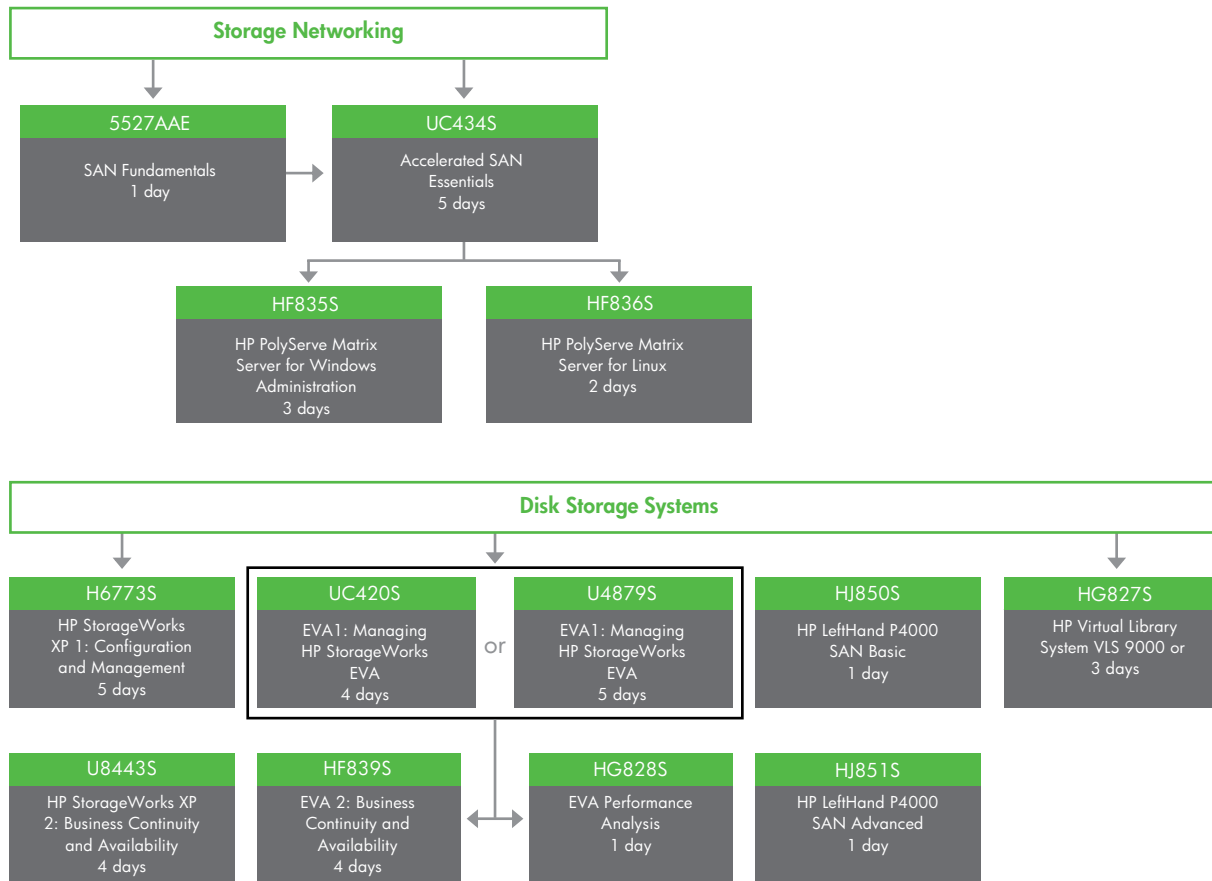 Storage Networking
5527AAE
SAN Fundamentals
1 day
UC434S
Accelerated SAN
Essentials
5 days
HF835S
HP PolyServe Matrix
Server for Windows
Administration
3 days
HF836S
HP PolyServe Matrix
Server for Linux
2 days
Disk Storage Systems
H6773S
HP StorageWorks
XP 1: Configuration
and Management
5 days
UC420S
EVA1: Managing
HP StorageWorks
EVA
4 days
or
U4879S
EVA1: Managing
HP StorageWorks
EVA
5 days
HJ850S
HP LeftHand P4000
SAN Basic
1 day
HG827S
HP Virtual Library
System VLS 9000 or
3 days
U8443S
HP StorageWorks XP
2: Business Continuity
and Availability
4 days
HF839S
EVA 2: Business
Continuity and
Availability
4 days
HG828S
EVA Performance
Analysis
1 day
HJ851S
HP LeftHand P4000
SAN Advanced
1 day